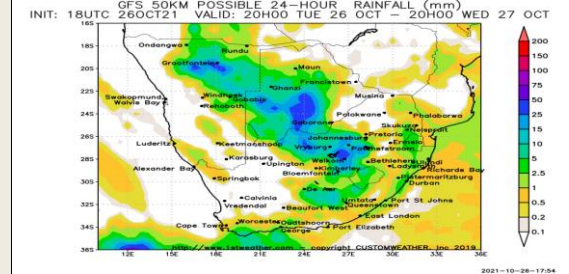 GFS 50KM POSSIBLE 24-HOUR RAINFALL (mm)
INIT: 18UTC 26OCT21 VALID: 20H00 TUE 26 OCT - 20H00 WED 27 OCT
16S
18S
20S
22S
24S
26S
28S
30S
32S
34S
36S
Ondangwa
Rundu
Grootfontein
Maun
Francistown
Ghanzi
Windhoek
Gobabis
Swakopmund
Walvis Bay
Rehoboth
Musina
Polokwane
Phalaborwa
Gaborone
Skukuza
Nelspruit
Pretoria
Johannesburg
Luderitz
Keetmanshoop
Vryburg
Potchefstroom
Ermelo
Karasburg
Upington
Welkom
Bethlehem
Ulundi
Alexander Bay
Kimberley
Ladysmith
Richards Bay
Bloemfontein
Pietermaritzburg
Springbok
Durban
De Aar
Calvinia
Umtata
Port St Johns
Vredendal
Beaufort West
Queenstown
East London
Cape Town
Worcester
Oudtshoorn
George
Port Elizabeth
http://www.1stweather.com - copyright CUSTOMWEATHER, Inc 2019
12E
15E
18E
21E
24E
27E
30E
33E
200
150
100
75
50
25
15
10
5
2.5
1
0.5
0.2
0.1
2021-10-26-17:54